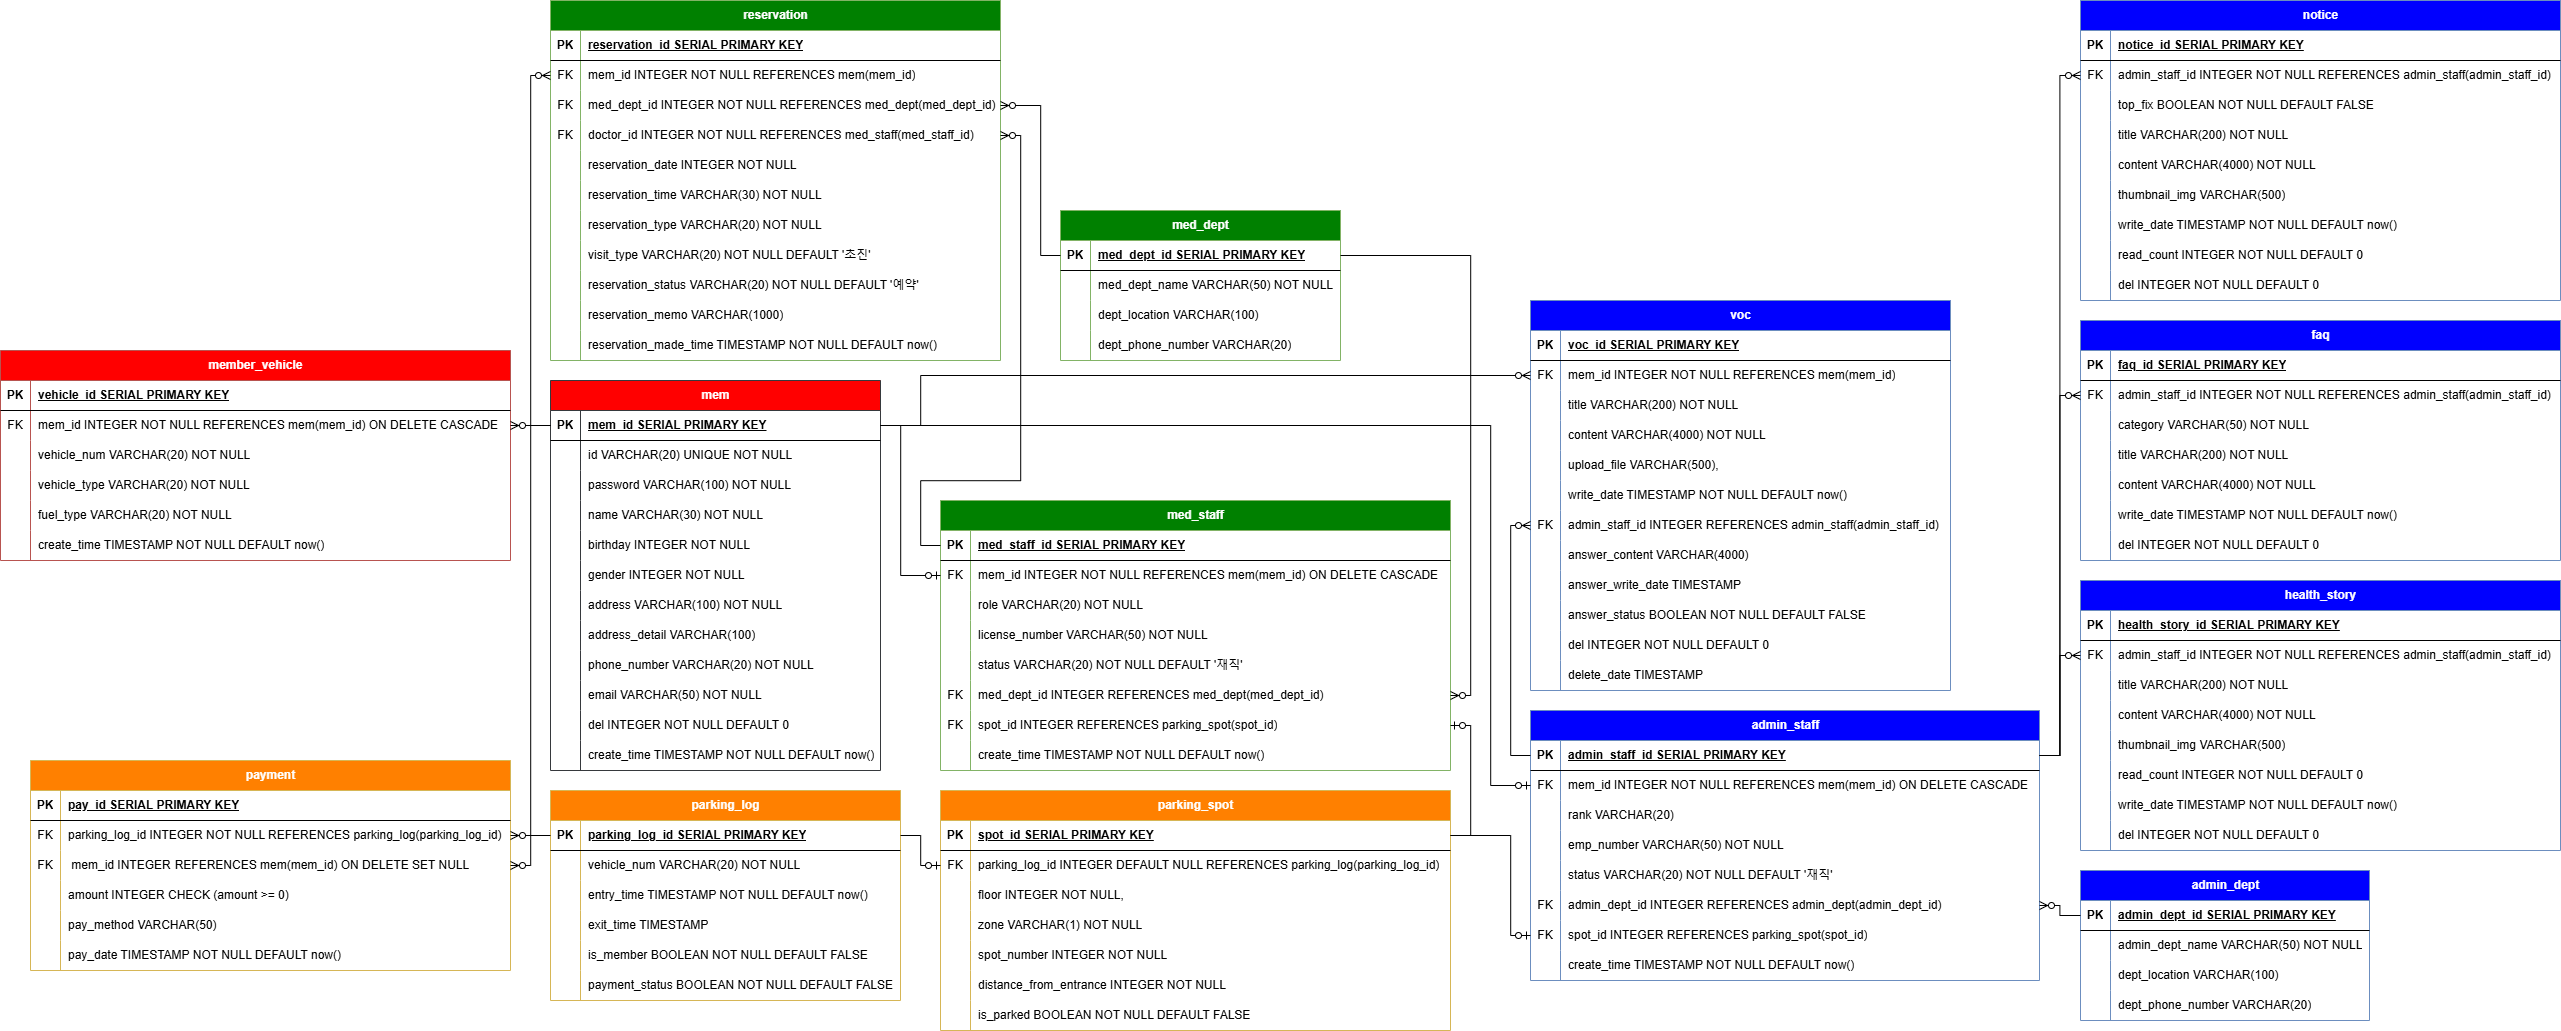 reservation
PK reservation_id SERIAL PRIMARY KEY
FK mem_id INTEGER NOT NULL REFERENCES mem(mem_id)
FK med_dept_id INTEGER NOT NULL REFERENCES med_dept(med_dept_id)
FK doctor_id INTEGER NOT NULL REFERENCES med_staff(med_staff_id)
reservation_date INTEGER NOT NULL
reservation_time VARCHAR(30) NOT NULL
reservation_type VARCHAR(20) NOT NULL
visit_type VARCHAR(20) NOT NULL DEFAULT '초진'
reservation_status VARCHAR(20) NOT NULL DEFAULT '예약'
reservation_memo VARCHAR(1000)
reservation_made_time TIMESTAMP NOT NULL DEFAULT now()
med_dept
PK med_dept_id SERIAL PRIMARY KEY
med_dept_name VARCHAR(50) NOT NULL
dept_location VARCHAR(100)
dept_phone_number VARCHAR(20)
member_vehicle
PK vehicle_id SERIAL PRIMARY KEY
FK mem_id INTEGER NOT NULL REFERENCES mem(mem_id) ON DELETE CASCADE
vehicle_num VARCHAR(20) NOT NULL
vehicle_type VARCHAR(20) NOT NULL
fuel_type VARCHAR(20) NOT NULL
create_time TIMESTAMP NOT NULL DEFAULT now()
mem
PK mem_id SERIAL PRIMARY KEY
id VARCHAR(20) UNIQUE NOT NULL
password VARCHAR(100) NOT NULL
name VARCHAR(30) NOT NULL
birthday INTEGER NOT NULL
gender INTEGER NOT NULL
address VARCHAR(100) NOT NULL
address_detail VARCHAR(100)
phone_number VARCHAR(20) NOT NULL
email VARCHAR(50) NOT NULL
del INTEGER NOT NULL DEFAULT 0
create_time TIMESTAMP NOT NULL DEFAULT now()
med_staff
PK med_staff_id SERIAL PRIMARY KEY
FK mem_id INTEGER NOT NULL REFERENCES mem(mem_id) ON DELETE CASCADE
role VARCHAR(20) NOT NULL
license_number VARCHAR(50) NOT NULL
status VARCHAR(20) NOT NULL DEFAULT '재직'
FK med_dept_id INTEGER REFERENCES med_dept(med_dept_id)
FK spot_id INTEGER REFERENCES parking_spot(spot_id)
create_time TIMESTAMP NOT NULL DEFAULT now()
payment
PK pay_id SERIAL PRIMARY KEY
FK parking_log_id INTEGER NOT NULL REFERENCES parking_log(parking_log_id)
FK mem_id INTEGER REFERENCES mem(mem_id) ON DELETE SET NULL
amount INTEGER CHECK (amount >= 0)
pay_method VARCHAR(50)
pay_date TIMESTAMP NOT NULL DEFAULT now()
parking_log
PK parking_log_id SERIAL PRIMARY KEY
vehicle_num VARCHAR(20) NOT NULL
entry_time TIMESTAMP NOT NULL DEFAULT now()
exit_time TIMESTAMP
is_member BOOLEAN NOT NULL DEFAULT FALSE
payment_status BOOLEAN NOT NULL DEFAULT FALSE
parking_spot
PK spot_id SERIAL PRIMARY KEY
FK parking_log_id INTEGER DEFAULT NULL REFERENCES parking_log(parking_log_id)
floor INTEGER NOT NULL,
zone VARCHAR(1) NOT NULL
spot_number INTEGER NOT NULL
distance_from_entrance INTEGER NOT NULL
is_parked BOOLEAN NOT NULL DEFAULT FALSE
voc
PK voc_id SERIAL PRIMARY KEY
FK mem_id INTEGER NOT NULL REFERENCES mem(mem_id)
title VARCHAR(200) NOT NULL
content VARCHAR(4000) NOT NULL
upload_file VARCHAR(500),
write_date TIMESTAMP NOT NULL DEFAULT now()
FK admin_staff_id INTEGER REFERENCES admin_staff(admin_staff_id)
answer_content VARCHAR(4000)
answer_write_date TIMESTAMP
answer_status BOOLEAN NOT NULL DEFAULT FALSE
del INTEGER NOT NULL DEFAULT 0
delete_date TIMESTAMP
admin_staff
PK admin_staff_id SERIAL PRIMARY KEY
FK mem_id INTEGER NOT NULL REFERENCES mem(mem_id) ON DELETE CASCADE
rank VARCHAR(20)
emp_number VARCHAR(50) NOT NULL
status VARCHAR(20) NOT NULL DEFAULT '재직'
FK admin_dept_id INTEGER REFERENCES admin_dept(admin_dept_id)
FK spot_id INTEGER REFERENCES parking_spot(spot_id)
create_time TIMESTAMP NOT NULL DEFAULT now()
notice
PK notice_id SERIAL PRIMARY KEY
FK admin_staff_id INTEGER NOT NULL REFERENCES admin_staff(admin_staff_id)
top_fix BOOLEAN NOT NULL DEFAULT FALSE
title VARCHAR(200) NOT NULL
content VARCHAR(4000) NOT NULL
thumbnail_img VARCHAR(500)
write_date TIMESTAMP NOT NULL DEFAULT now()
read_count INTEGER NOT NULL DEFAULT 0
del INTEGER NOT NULL DEFAULT 0
faq
PK faq_id SERIAL PRIMARY KEY
FK admin_staff_id INTEGER NOT NULL REFERENCES admin_staff(admin_staff_id)
category VARCHAR(50) NOT NULL
title VARCHAR(200) NOT NULL
content VARCHAR(4000) NOT NULL
write_date TIMESTAMP NOT NULL DEFAULT now()
del INTEGER NOT NULL DEFAULT 0
health_story
PK health_story_id SERIAL PRIMARY KEY
FK admin_staff_id INTEGER NOT NULL REFERENCES admin_staff(admin_staff_id)
title VARCHAR(200) NOT NULL
content VARCHAR(4000) NOT NULL
thumbnail_img VARCHAR(500)
read_count INTEGER NOT NULL DEFAULT 0
write_date TIMESTAMP NOT NULL DEFAULT now()
del INTEGER NOT NULL DEFAULT 0
admin_dept
PK admin_dept_id SERIAL PRIMARY KEY
admin_dept_name VARCHAR(50) NOT NULL
dept_location VARCHAR(100)
dept_phone_number VARCHAR(20)